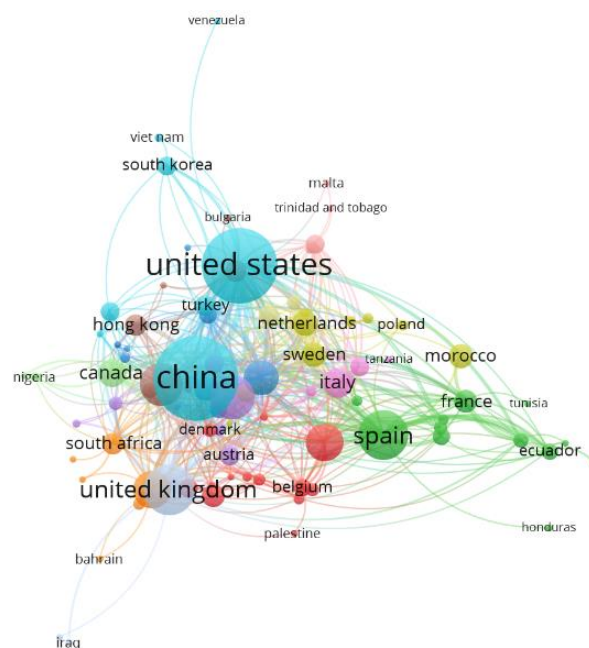 venezuela
viet nam
south korea
malta
trinidad and tobago
bulgaria
united states
turkey
hong kong
netherlands
poland
sweden
tanzania
morocco
nigeria
canada
china
italy
france
tunisia
denmark
spain
south africa
austria
ecuador
united kingdom
belgium
palestine
honduras
bahrain
iraq